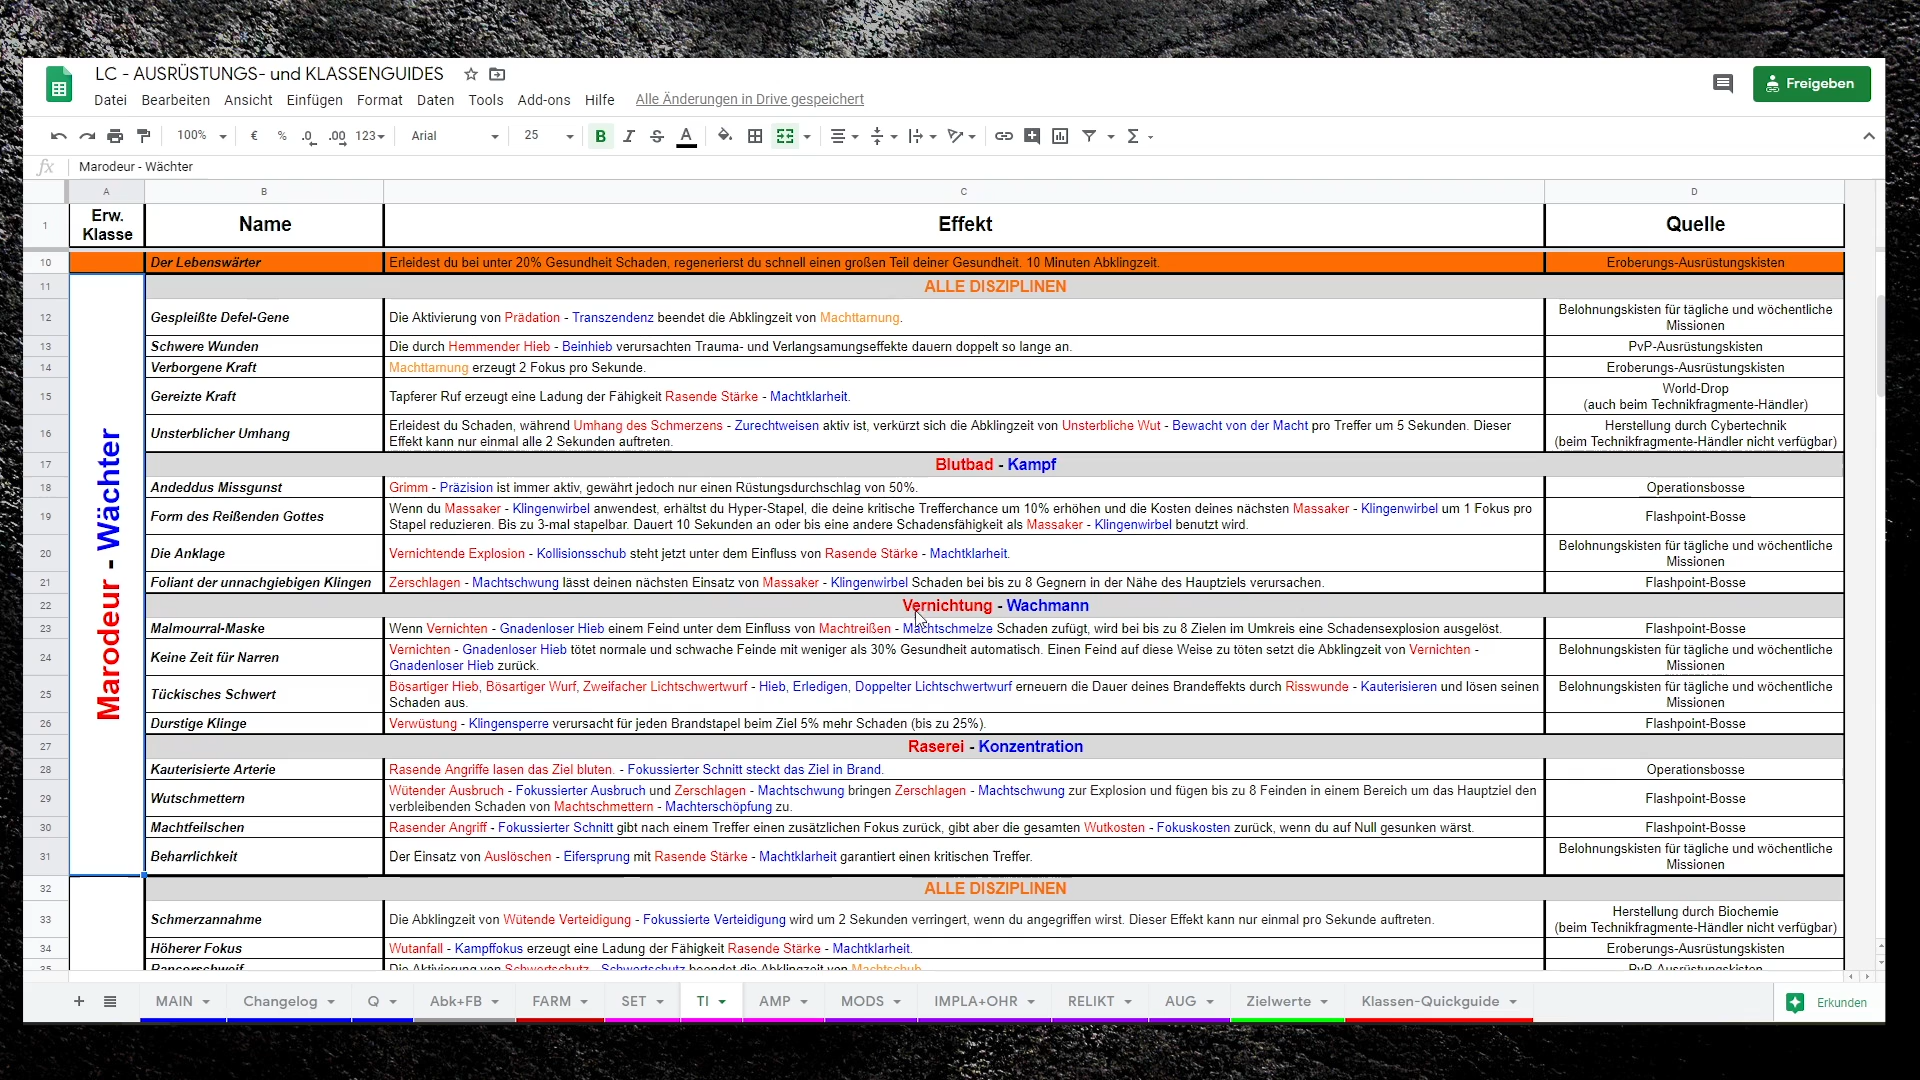 LC - AUSRÜSTUNGS- und KLASSENGUIDES
Datei Bearbeiten Ansicht Einfügen Format Daten Tools Add-ons Hilfe Alle Änderungen in Drive gespeichert
Freigeben
100% € % .0 .00 123 Arial 25 B I S A
fx Marodeur - Wächter
A B C D
1 Erw. Klasse Name Effekt Quelle
10 Der Lebenswärter Erleidest du bei unter 20% Gesundheit Schaden, regenerierst du schnell einen großen Teil deiner Gesundheit. 10 Minuten Abklingzeit. Eroberungs-Ausrüstungskisten
Marodeur - Wächter
11 ALLE DISZIPLINEN
12 Gespleißte Defel-Gene Die Aktivierung von Prädation - Transzendenz beendet die Abklingzeit von Machttarnung. Belohnungskisten für tägliche und wöchentliche
Missionen
13 Schwere Wunden Die durch Hemmender Hieb - Beinhieb verursachten Trauma- und Verlangsamungseffekte dauern doppelt so lange an. PvP-Ausrüstungskisten
14 Verborgene Kraft Machttarnung erzeugt 2 Fokus pro Sekunde. Eroberungs-Ausrüstungskisten
15 Gereizte Kraft Tapferer Ruf erzeugt eine Ladung der Fähigkeit Rasende Stärke - Machtklarheit. World-Drop
(auch beim Technikfragmente-Händler)
16 Unsterblicher Umhang Erleidest du Schaden, während Umhang des Schmerzens - Zurechtweisen aktiv ist, verkürzt sich die Abklingzeit von Unsterbliche Wut - Bewacht von der Macht pro Treffer um 5 Sekunden. Dieser Herstellung durch Cybertechnik
Effekt kann nur einmal alle 2 Sekunden auftreten. (beim Technikfragmente-Händler nicht verfügbar)
17 Blutbad - Kampf
18 Andeddus Missgunst Grimm - Präzision ist immer aktiv, gewährt jedoch nur einen Rüstungsdurchschlag von 50%. Operationsbosse
19 Form des Reißenden Gottes Wenn du Massaker - Klingenwirbel anwendest, erhältst du Hyper-Stapel, die deine kritische Trefferchance um 10% erhöhen und die Kosten deines nächsten Massaker - Klingenwirbel um 1 Fokus pro Flashpoint-Bosse
Stapel reduzieren. Bis zu 3-mal stapelbar. Dauert 10 Sekunden an oder bis eine andere Schadensfähigkeit als Massaker - Klingenwirbel benutzt wird.
20 Die Anklage Vernichtende Explosion - Kollisionsschub steht jetzt unter dem Einfluss von Rasende Stärke - Machtklarheit. Belohnungskisten für tägliche und wöchentliche
Missionen
21 Foliant der unnachgiebigen Klingen Zerschlagen - Machtschwung lässt deinen nächsten Einsatz von Massaker - Klingenwirbel Schaden bei bis zu 8 Gegnern in der Nähe des Hauptziels verursachen. Flashpoint-Bosse
22 Vernichtung - Wachmann
23 Malmourral-Maske Wenn Vernichten - Gnadenloser Hieb einem Feind unter dem Einfluss von Machtreißen - Machtschmelze Schaden zufügt, wird bei bis zu 8 Zielen im Umkreis eine Schadensexplosion ausgelöst. Flashpoint-Bosse
24 Keine Zeit für Narren Vernichten - Gnadenloser Hieb tötet normale und schwache Feinde mit weniger als 30% Gesundheit automatisch. Einen Feind auf diese Weise zu töten setzt die Abklingzeit von Vernichten - Belohnungskisten für tägliche und wöchentliche
Gnadenloser Hieb zurück. Missionen
25 Tückisches Schwert Bösartiger Hieb, Bösartiger Wurf, Zweifacher Lichtschwertwurf - Hieb, Erledigen, Doppelter Lichtschwertwurf erneuern die Dauer deines Brandeffekts durch Risswunde - Kauterisieren und lösen seinen Belohnungskisten für tägliche und wöchentliche
Schaden aus. Missionen
26 Durstige Klinge Verwüstung - Klingensperre verursacht für jeden Brandstapel beim Ziel 5% mehr Schaden (bis zu 25%). Flashpoint-Bosse
27 Raserei - Konzentration
28 Kauterisierte Arterie Rasende Angriffe lasen das Ziel bluten. - Fokussierter Schnitt steckt das Ziel in Brand. Operationsbosse
29 Wutschmettern Wütender Ausbruch - Fokussierter Ausbruch und Zerschlagen - Machtschwung bringen Zerschlagen - Machtschwung zur Explosion und fügen bis zu 8 Feinden in einem Bereich um das Hauptziel den Flashpoint-Bosse
verbleibenden Schaden von Machtschmettern - Machterschöpfung zu.
30 Machtfeilschen Rasender Angriff - Fokussierter Schnitt gibt nach einem Treffer einen zusätzlichen Fokus zurück, gibt aber die gesamten Wutkosten - Fokuskosten zurück, wenn du auf Null gesunken wärst. Flashpoint-Bosse
31 Beharrlichkeit Der Einsatz von Auslöschen - Eifersprung mit Rasende Stärke - Machtklarheit garantiert einen kritischen Treffer. Belohnungskisten für tägliche und wöchentliche
Missionen
32 ALLE DISZIPLINEN
33 Schmerzannahme Die Abklingzeit von Wütende Verteidigung - Fokussierte Verteidigung wird um 2 Sekunden verringert, wenn du angegriffen wirst. Dieser Effekt kann nur einmal pro Sekunde auftreten. Herstellung durch Biochemie
(beim Technikfragmente-Händler nicht verfügbar)
34 Höherer Fokus Wutanfall - Kampffokus erzeugt eine Ladung der Fähigkeit Rasende Stärke - Machtklarheit. Eroberungs-Ausrüstungskisten
35 Rancorschweif Die Aktivierung von Schwertschutz - Schwertschutz beendet die Abklingzeit von Machtschub. PvP-Ausrüstungskisten
MAIN Changelog Q Abk+FB FARM SET TI AMP MODS IMPLA+OHR RELIKT AUG Zielwerte Klassen-Quickguide Erkunden